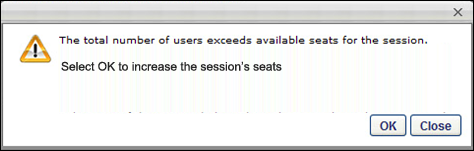 The total number of users exceeds available seats for the session.
Select OK to increase the session's seats
OK Close